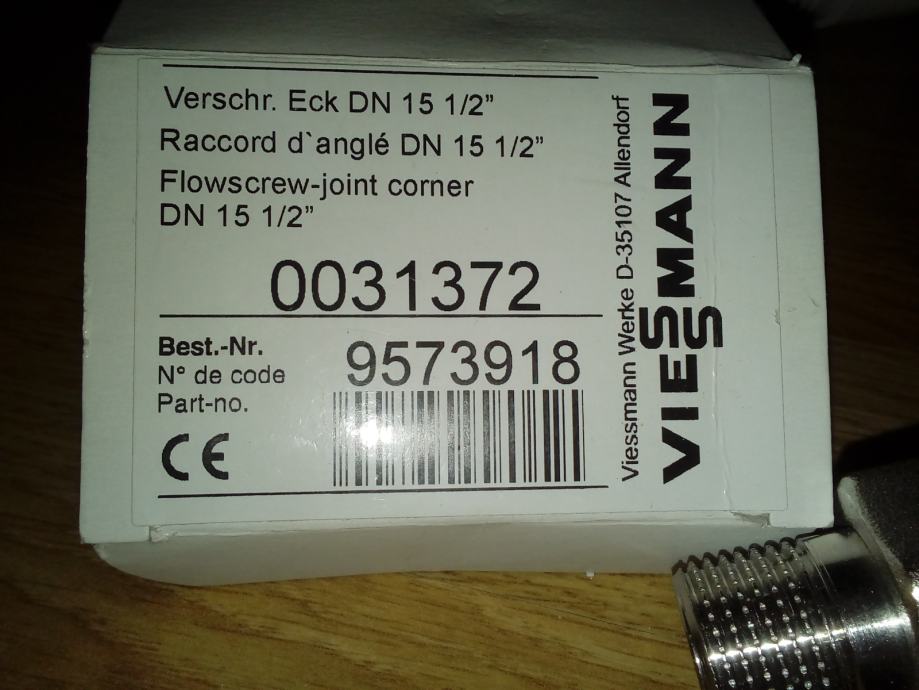 Verschr. Eck DN 15 1/2”
Raccord d`anglé DN 15 1/2”
Flowscrew-joint corner
DN 15 1/2”
0031372
Best.-Nr.
N° de code
Part-no.
9573918
CE
Viessmann Werke D-35107 Allendorf
VIESSMANN